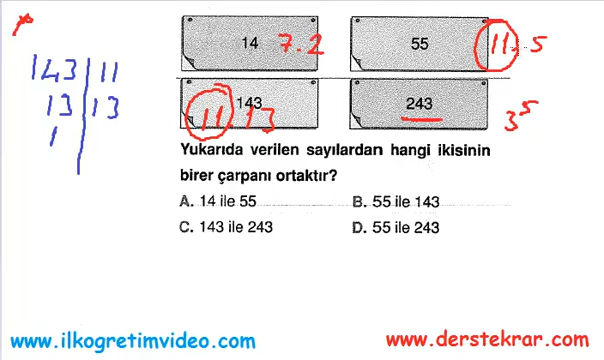 14 7.2
55 11.5
143 11.13
243 3⁵
143 | 11
13 | 13
1
Yukarıda verilen sayılardan hangi ikisinin
birer çarpanı ortaktır?
A. 14 ile 55 B. 55 ile 143
C. 143 ile 243 D. 55 ile 243
www.ilkogretimvideo.com www.derstekrar.com